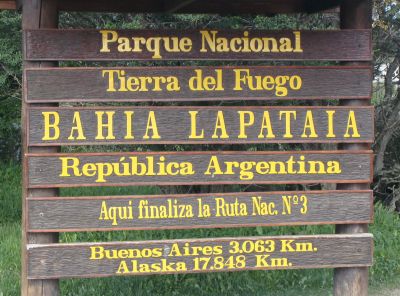 Parque Nacional
Tierra del Fuego
BAHIA LAPATAIA
República Argentina
Aqui finaliza la Ruta Nac. Nº3
Buenos Aires 3.063 Km.
Alaska 17.848 Km.